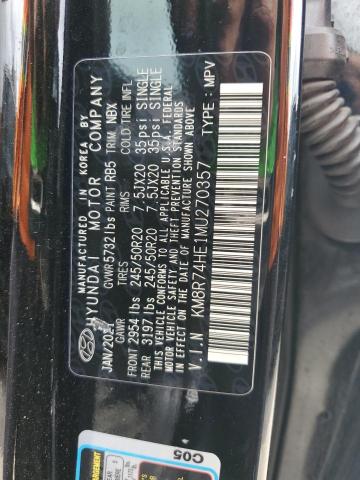 MANUFACTURED IN KOREA BY
HYUNDAI MOTOR COMPANY
JAN/2021 GVWR 5732 lbs PAINT RB5 TRIM NBX
GAWR TIRES RIMS COLD TIRE INFL
FRONT 2954 lbs 245/50R20 7.5JX20 35psi SINGLE
REAR 3197 lbs 245/50R20 7.5JX20 35psi SINGLE
THIS VEHICLE CONFORMS TO ALL APPLICABLE U.S.A. FEDERAL
MOTOR VEHICLE SAFETY STANDARDS IN
EFFECT ON THE DATE OF MANUFACTURE SHOWN ABOVE
V.I.N : KM8R74HE1MU270357 TYPE : MPV
C05